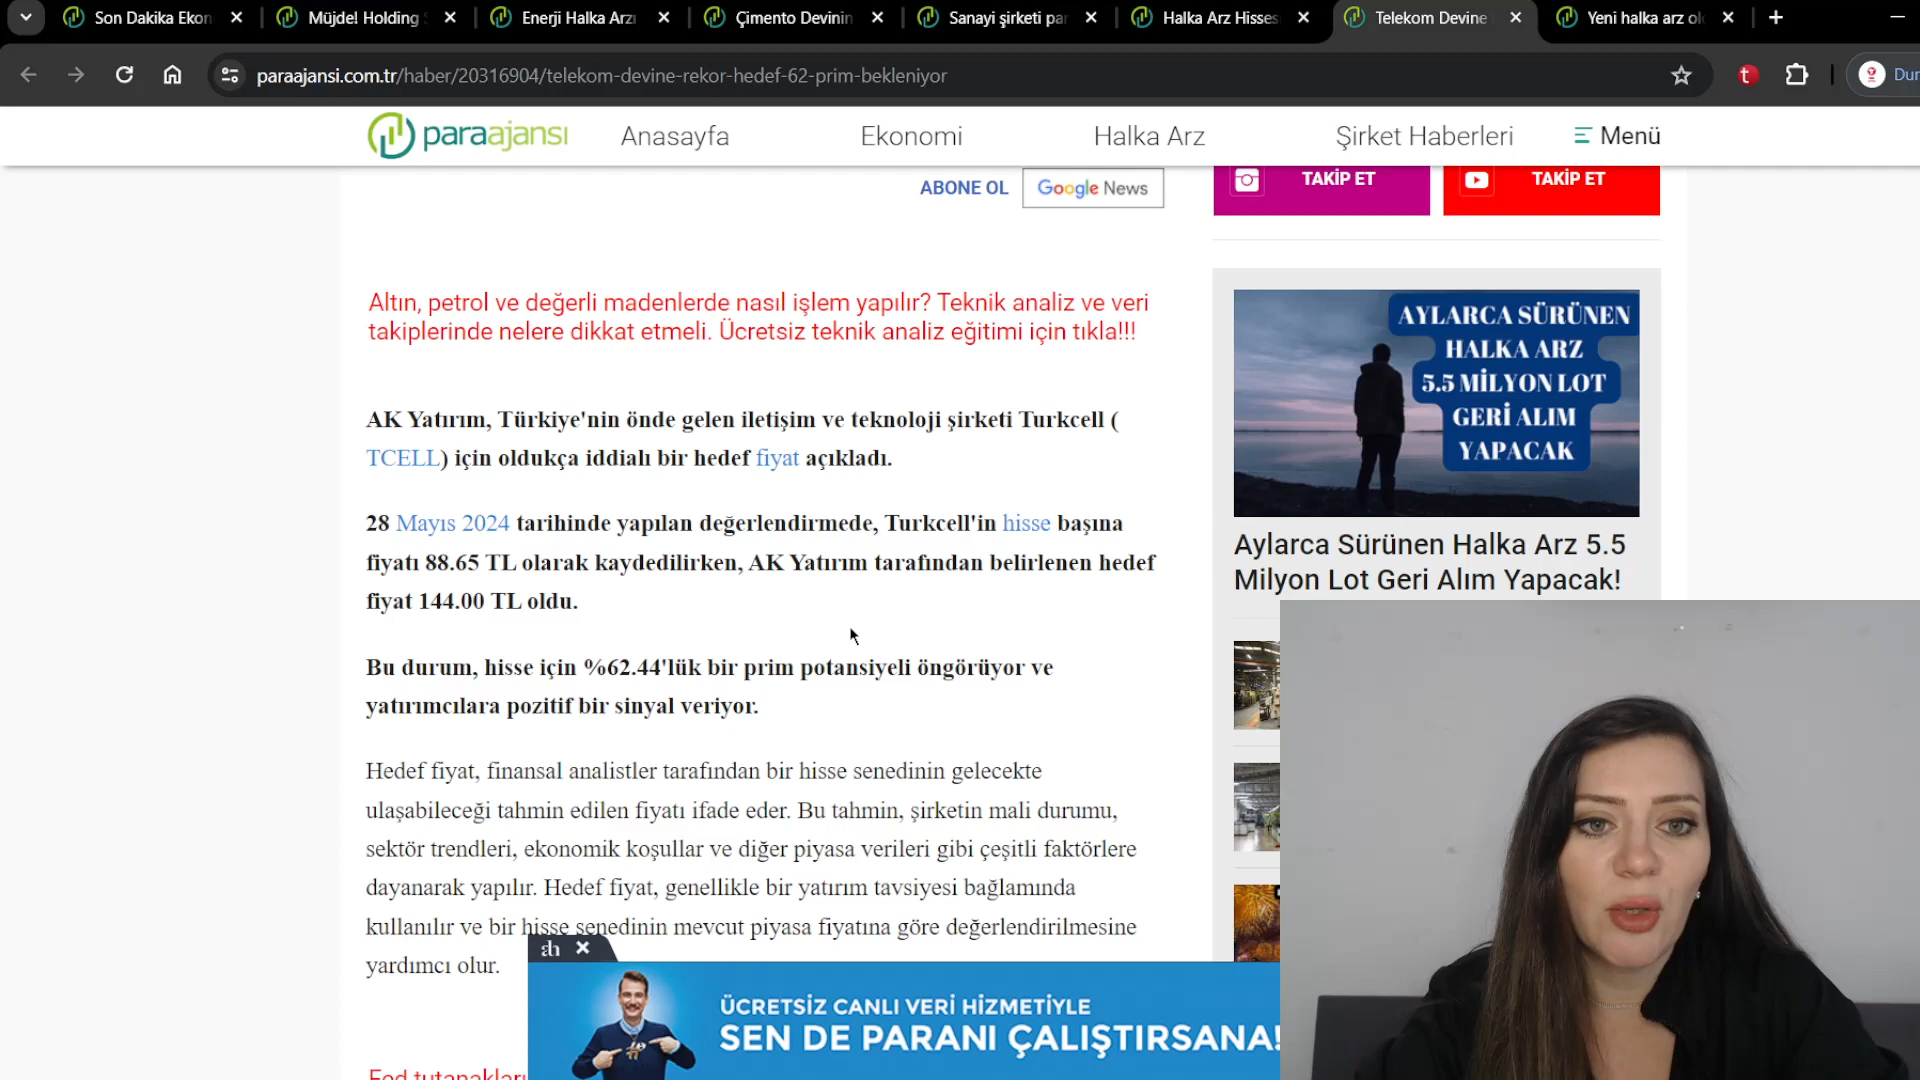 Son Dakika Ekon
Müjde! Holding
Enerji Halka Arzı
Çimento Devinin
Sanayi şirketi pa
Halka Arz Hisses
Telekom Devine
Yeni halka arz ol
paraajansi.com.tr/haber/20316904/telekom-devine-rekor-hedef-62-prim-bekleniyor
t
Dur
paraajansı
Anasayfa
Ekonomi
Halka Arz
Şirket Haberleri
Menü
ABONE OL
Google News
TAKİP ET
TAKİP ET
Altın, petrol ve değerli madenlerde nasıl işlem yapılır? Teknik analiz ve veri
takiplerinde nelere dikkat etmeli. Ücretsiz teknik analiz eğitimi için tıkla!!!
AK Yatırım, Türkiye'nin önde gelen iletişim ve teknoloji şirketi Turkcell (
TCELL) için oldukça iddialı bir hedef fiyat açıkladı.
28 Mayıs 2024 tarihinde yapılan değerlendirmede, Turkcell'in hisse başına
fiyatı 88.65 TL olarak kaydedilirken, AK Yatırım tarafından belirlenen hedef
fiyat 144.00 TL oldu.
Bu durum, hisse için %62.44'lük bir prim potansiyeli öngörüyor ve
yatırımcılara pozitif bir sinyal veriyor.
Hedef fiyat, finansal analistler tarafından bir hisse senedinin gelecekte
ulaşabileceği tahmin edilen fiyatı ifade eder. Bu tahmin, şirketin mali durumu,
sektör trendleri, ekonomik koşullar ve diğer piyasa verileri gibi çeşitli faktörlere
dayanarak yapılır. Hedef fiyat, genellikle bir yatırım tavsiyesi bağlamında
kullanılır ve bir hisse senedinin mevcut piyasa fiyatına göre değerlendirilmesine
yardımcı olur.
AYLARCA SÜRÜNEN
HALKA ARZ
5.5 MİLYON LOT
GERİ ALIM
YAPACAK
Aylarca Sürünen Halka Arz 5.5
Milyon Lot Geri Alım Yapacak!
ah
ÜCRETSİZ CANLI VERİ HİZMETİYLE
SEN DE PARANI ÇALIŞTIRSANA!
Fed tutanakları